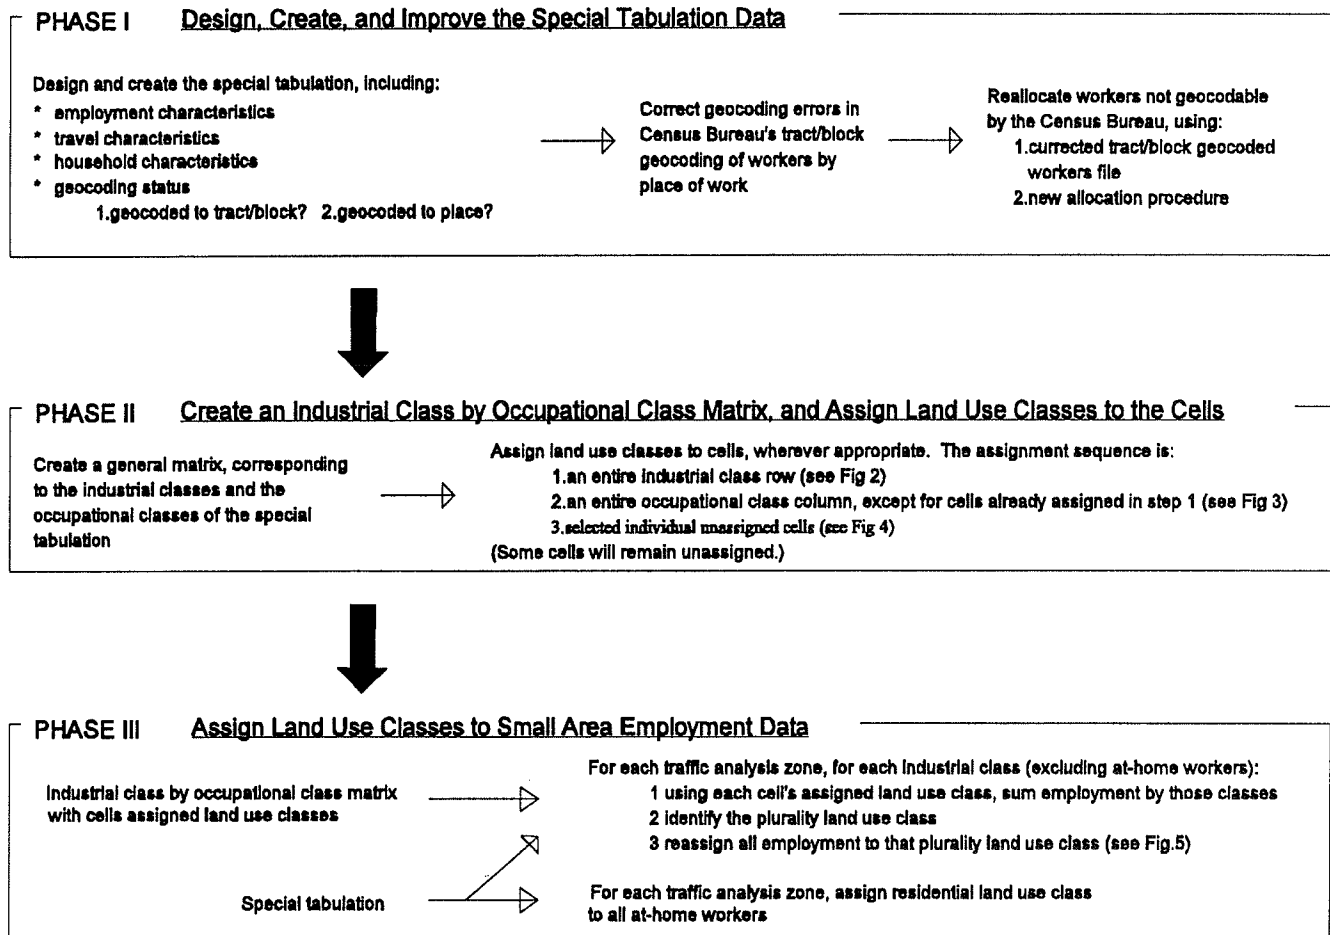 PHASE I Design, Create, and Improve the Special Tabulation Data
Design and create the special tabulation, including:
* employment characteristics
* travel characteristics
* household characteristics
* geocoding status
1.geocoded to tract/block? 2.geocoded to place?
Correct geocoding errors in
Census Bureau's tract/block
geocoding of workers by
place of work
Reallocate workers not geocodable
by the Census Bureau, using:
1.currected tract/block geocoded
workers file
2.new allocation procedure
PHASE II Create an Industrial Class by Occupational Class Matrix, and Assign Land Use Classes to the Cells
Create a general matrix, corresponding
to the industrial classes and the
occupational classes of the special
tabulation
Assign land use classes to cells, wherever appropriate. The assignment sequence is:
1.an entire industrial class row (see Fig 2)
2.an entire occupational class column, except for cells already assigned in step 1 (see Fig 3)
3.selected individual unassigned cells (see Fig 4)
(Some cells will remain unassigned.)
PHASE III Assign Land Use Classes to Small Area Employment Data
Industrial class by occupational class matrix
with cells assigned land use classes
Special tabulation
For each traffic analysis zone, for each industrial class (excluding at-home workers):
1 using each cell's assigned land use class, sum employment by those classes
2 identify the plurality land use class
3 reassign all employment to that plurality land use class (see Fig.5)
For each traffic analysis zone, assign residential land use class
to all at-home workers